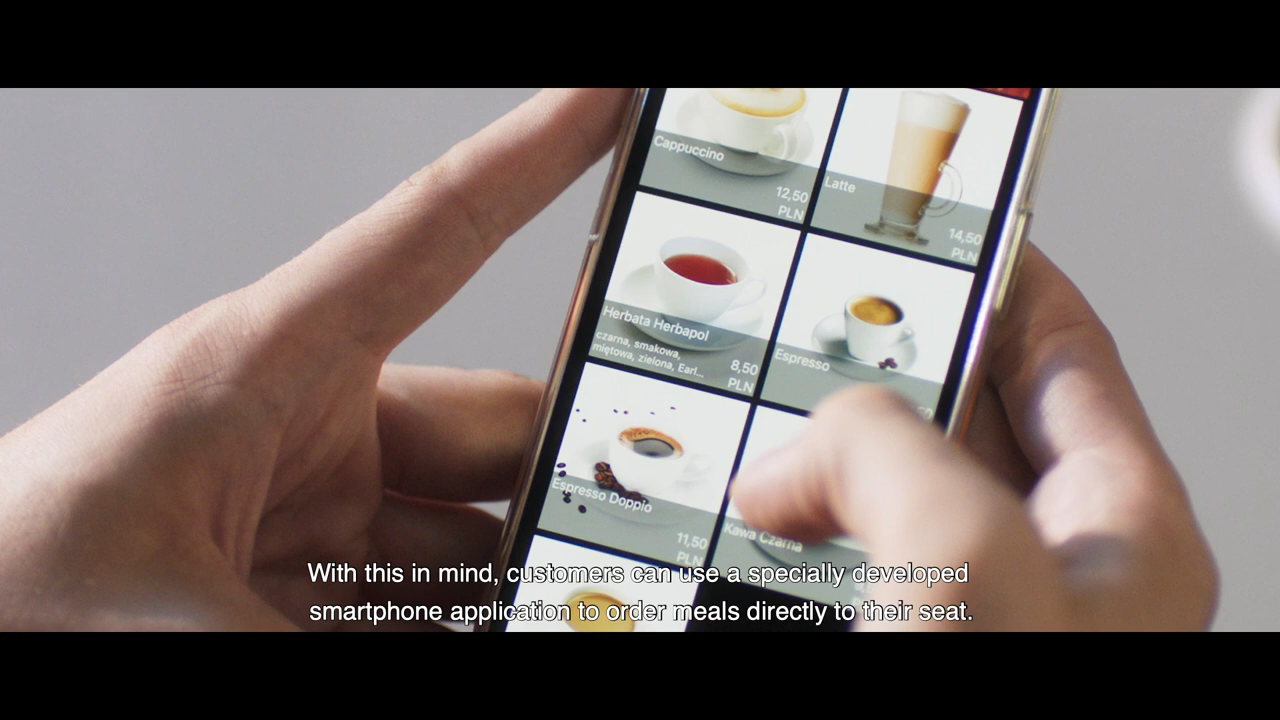 Cappuccino
12,50
PLN
Latte
14,50
PLN
Herbata Herbapol
czarna, smakowa,
miętowa, zielona, Earl...
8,50
PLN
Espresso
Espresso Doppio
11,50
PLN
Kawa Czarna
With this in mind, customers can use a specially developed
smartphone application to order meals directly to their seat.